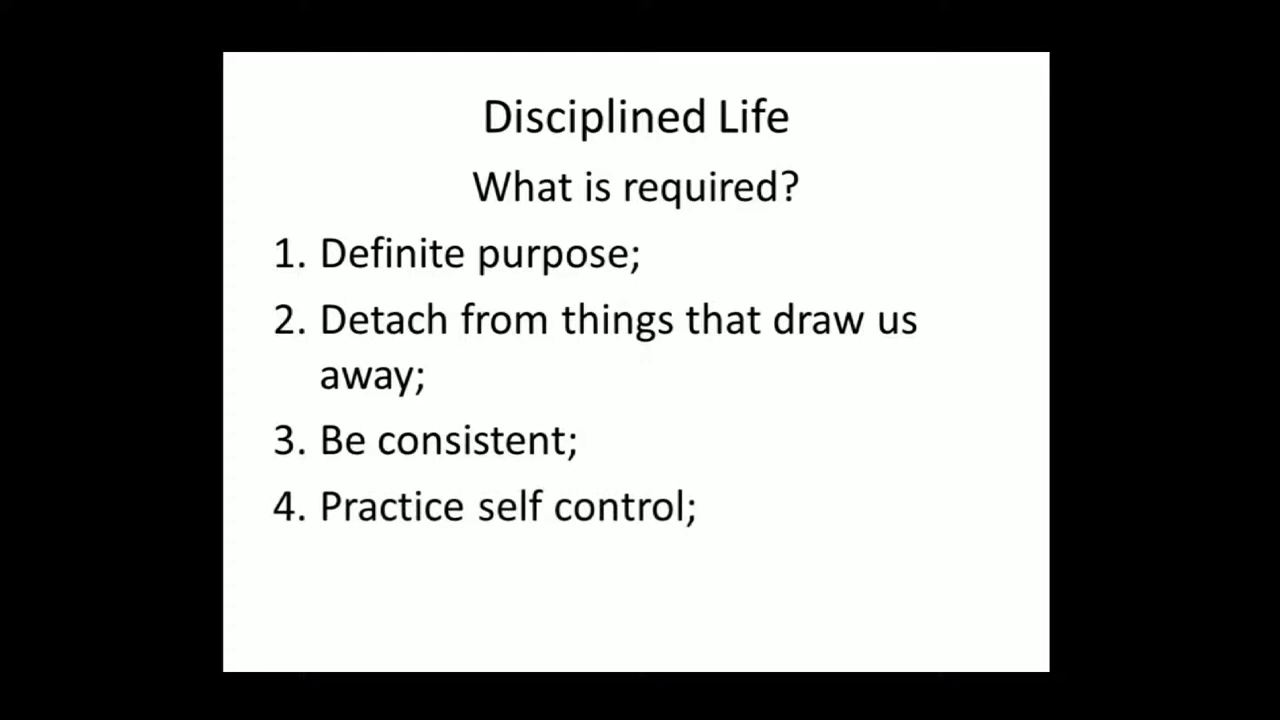 Disciplined Life
What is required?
1. Definite purpose;
2. Detach from things that draw us
away;
3. Be consistent;
4. Practice self control;